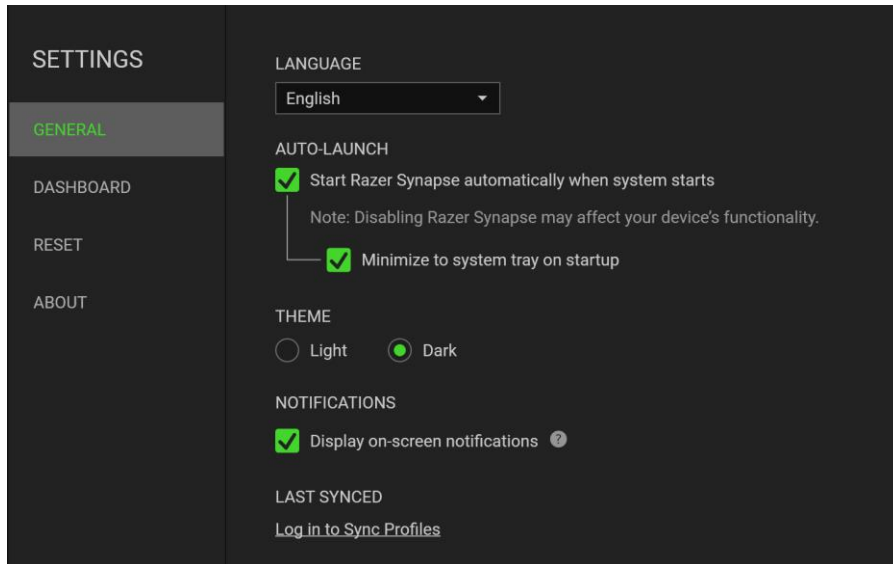 SETTINGS
GENERAL
DASHBOARD
RESET
ABOUT
LANGUAGE
English
AUTO-LAUNCH
Start Razer Synapse automatically when system starts
Note: Disabling Razer Synapse may affect your device’s functionality.
Minimize to system tray on startup
THEME
Light
Dark
NOTIFICATIONS
Display on-screen notifications ?
LAST SYNCED
Log in to Sync Profiles